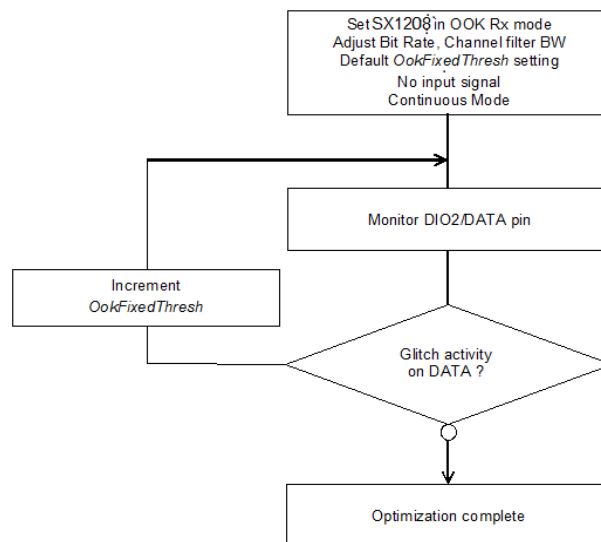 Set SX1208 in OOK Rx mode
Adjust Bit Rate, Channel filter BW
Default OokFixedThresh setting
No input signal
Continuous Mode
Monitor DIO2/DATA pin
Increment
OokFixedThresh
Glitch activity
on DATA ?
Optimization complete